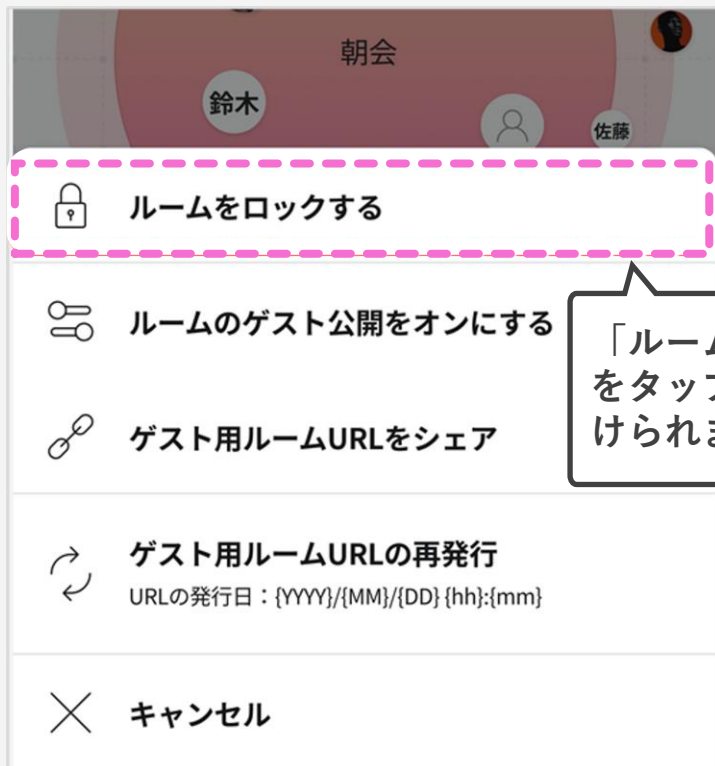 朝会
鈴木
佐藤
ルームをロックする
ルームのゲスト公開をオンにする
「ルーム
をタップ
けられま
ゲスト用ルームURLをシェア
ゲスト用ルームURLの再発行
URLの発行日：{YYYY}/{MM}/{DD} {hh}:{mm}
キャンセル